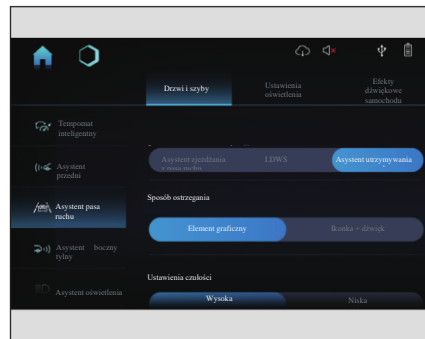 Drzwi i szyby
Ustawienia
oświetlenia
Efekty
dźwiękowe
samochodu
Tempomat
inteligentny
Asystent
przedni
Asystent pasa
ruchu
Asystent boczny
tylny
Asystent oświetlenia
Asystent zjeżdżania
z pasa ruchu
LDWS
Asystent utrzymywania
Sposób ostrzegania
Element graficzny
Ikonka + dźwięk
Ustawienia czułości
Wysoka
Niska